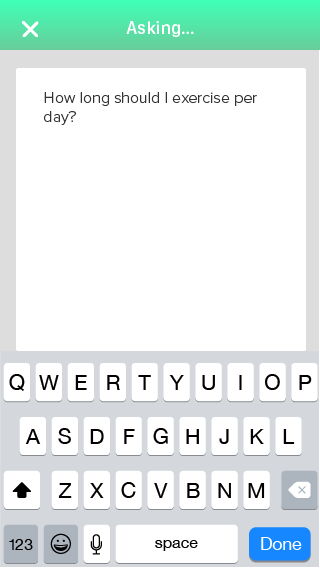 Asking...
How long should I exercise per
day?
Q W E R T Y U I O P
A S D F G H J K L
Z X C V B N M
123 space Done